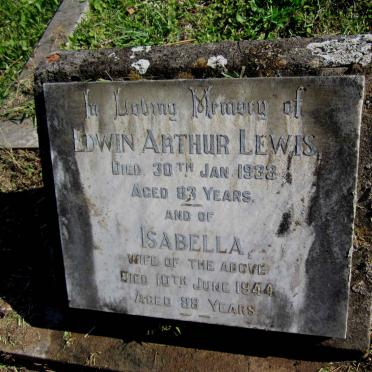 In Loving Memory of
Edwin Arthur Lewis,
Died 30th Jan 1938
Aged 83 Years,
and of
Isabella,
wife of the above
Died 10th June 1944
Aged 88 Years.